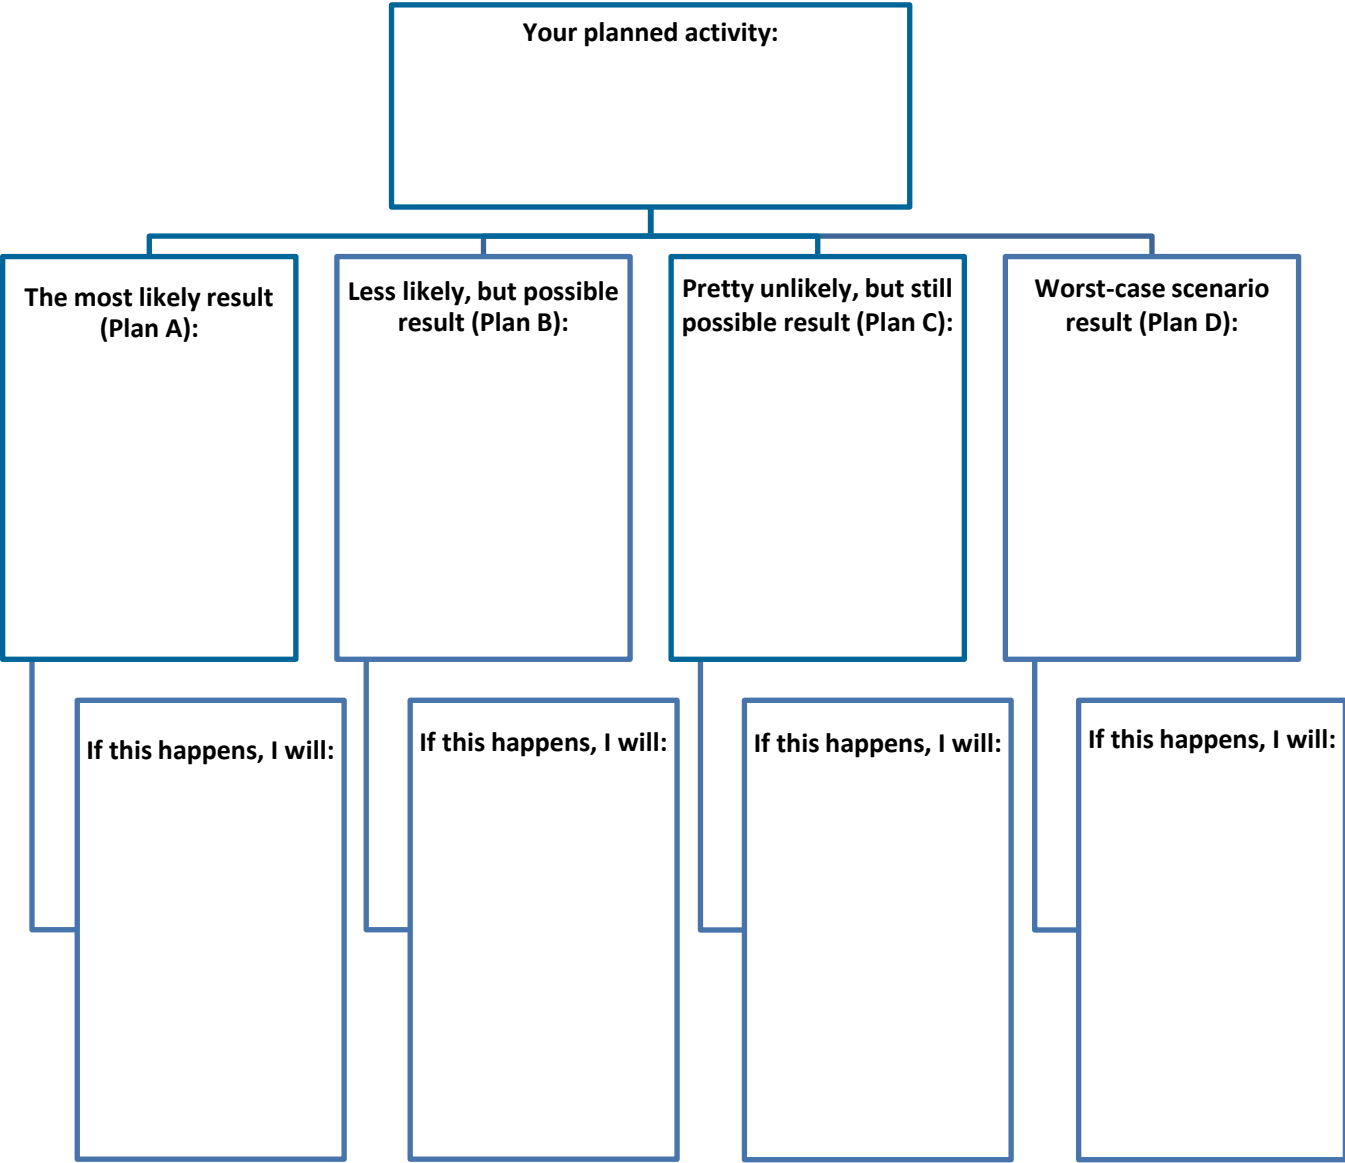 Your planned activity:
The most likely result
(Plan A):
Less likely, but possible
result (Plan B):
Pretty unlikely, but still
possible result (Plan C):
Worst-case scenario
result (Plan D):
If this happens, I will:
If this happens, I will:
If this happens, I will:
If this happens, I will: